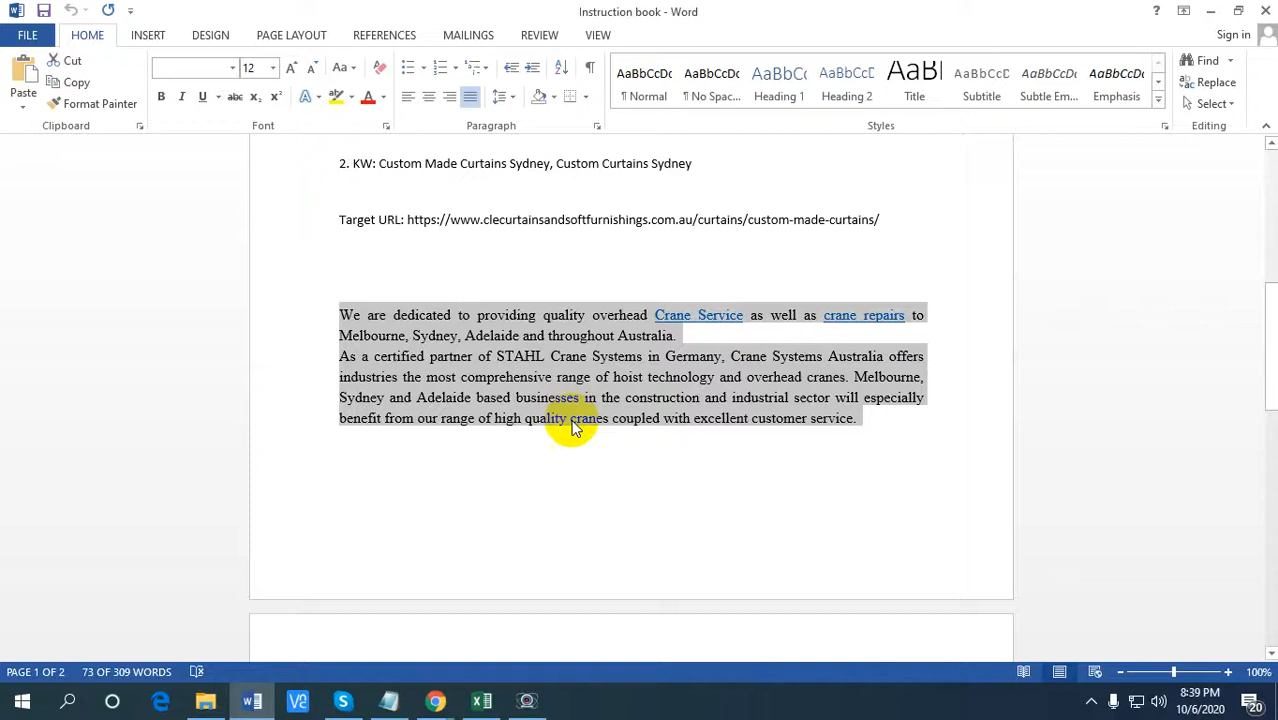 Instruction book - Word
?
FILE HOME INSERT DESIGN PAGE LAYOUT REFERENCES MAILINGS REVIEW VIEW Sign in
Paste
Cut
Copy
Format Painter
Clipboard
12
Aa
B I U abc x₂ x²
A A
Font
Paragraph
AaBbCcDc AaBbCcDc AaBbCc AaBbCcC AaBl AaBbCcD AaBbCcDc AaBbCcDc
¶ Normal ¶ No Spac... Heading 1 Heading 2 Title Subtitle Subtle Em... Emphasis
Styles
Find
Replace
Select
Editing
2. KW: Custom Made Curtains Sydney, Custom Curtains Sydney
Target URL: https://www.clecurtainsandsoftfurnishings.com.au/curtains/custom-made-curtains/
We are dedicated to providing quality overhead Crane Service as well as crane repairs to
Melbourne, Sydney, Adelaide and throughout Australia.
As a certified partner of STAHL Crane Systems in Germany, Crane Systems Australia offers
industries the most comprehensive range of hoist technology and overhead cranes. Melbourne,
Sydney and Adelaide based businesses in the construction and industrial sector will especially
benefit from our range of high quality cranes coupled with excellent customer service.
PAGE 1 OF 2 73 OF 309 WORDS 100%
8:39 PM
10/6/2020
20